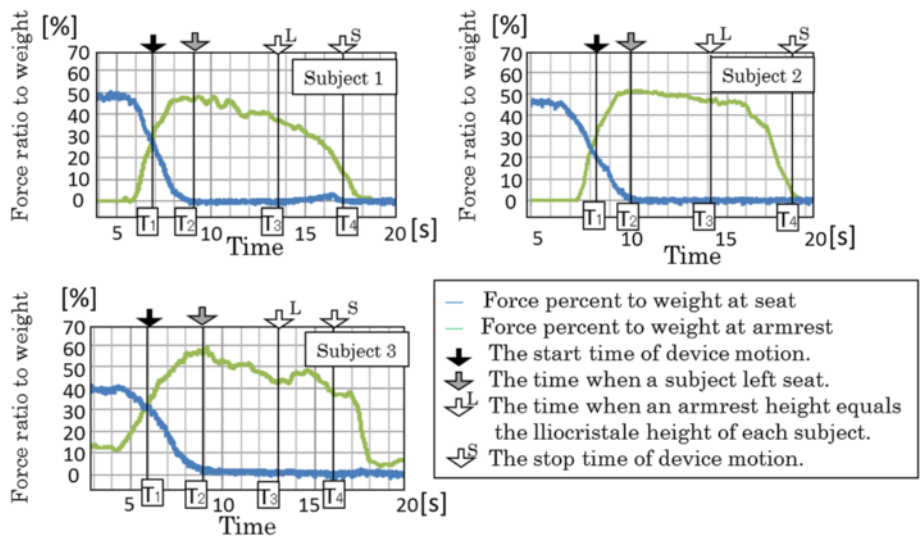 [%]
Force ratio to weight
70
60
50
40
30
20
10
0
L
S
Subject 1
T1
T2
T3
T4
5
10
20
[s]
Time
[%]
Force ratio to weight
70
60
50
40
30
20
10
0
L
S
Subject 2
T1
T2
T3
T4
5
10
15
20
[s]
Time
[%]
Force ratio to weight
70
60
50
40
30
20
10
0
L
S
Subject 3
T1
T2
T3
T4
5
10
15
20
[s]
Time
Force percent to weight at seat
Force percent to weight at armrest
The start time of device motion.
The time when a subject left seat.
L The time when an armrest height equals
the lliocristale height of each subject.
S The stop time of device motion.